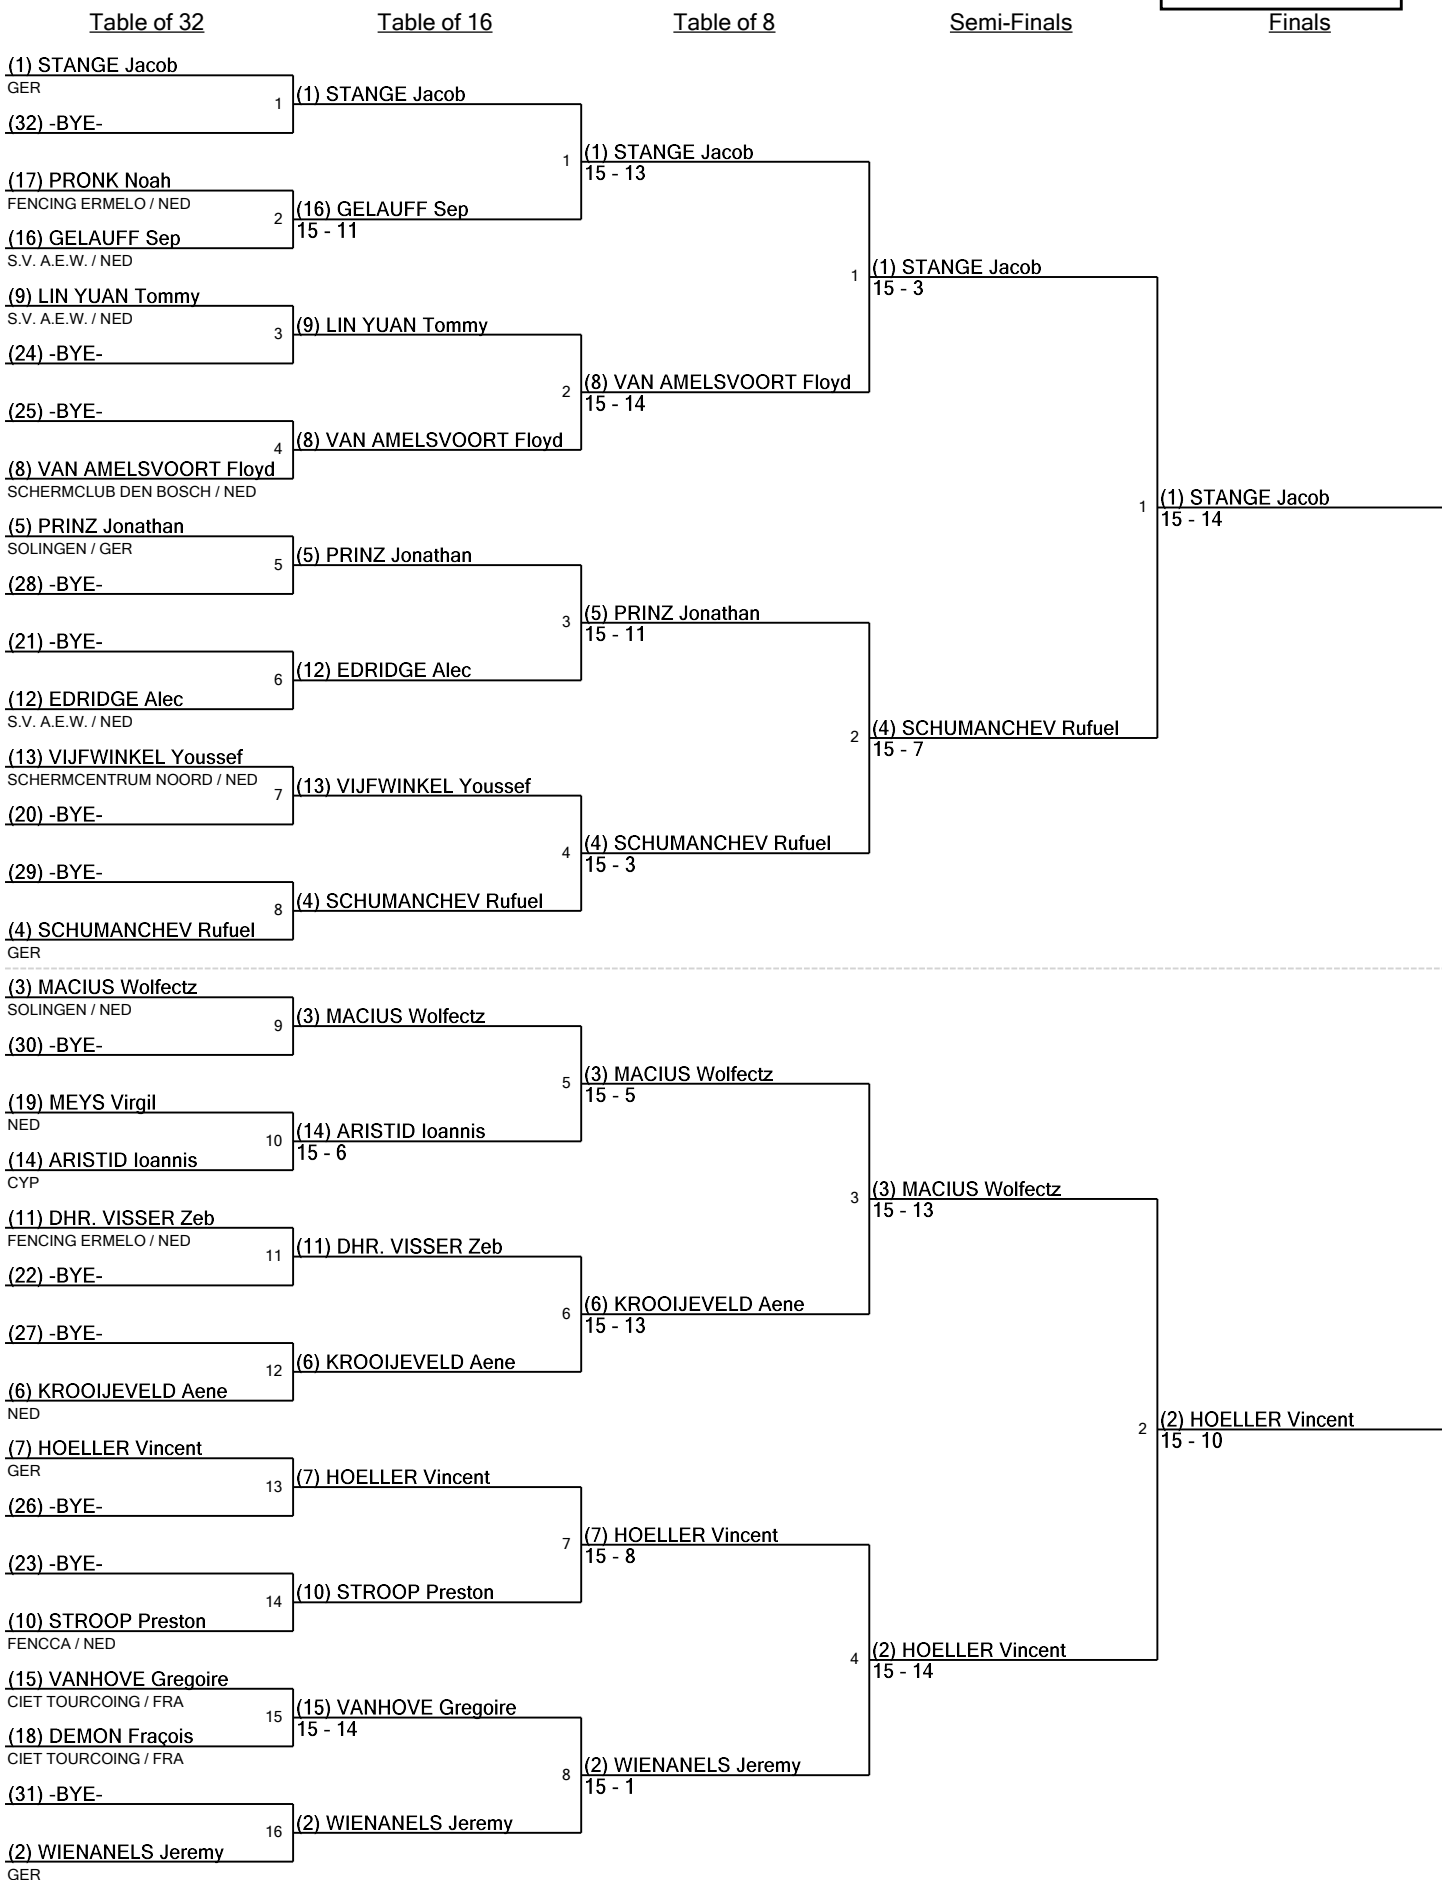 Table of 32
Table of 16
Table of 8
Semi-Finals
Finals
(1) STANGE Jacob
GER
1
(32) -BYE-
(17) PRONK Noah
FENCING ERMELO / NED
2
(16) GELAUFF Sep
S.V. A.E.W. / NED
(9) LIN YUAN Tommy
S.V. A.E.W. / NED
3
(24) -BYE-
(25) -BYE-
4
(8) VAN AMELSVOORT Floyd
SCHERMCLUB DEN BOSCH / NED
(5) PRINZ Jonathan
SOLINGEN / GER
5
(28) -BYE-
(21) -BYE-
6
(12) EDRIDGE Alec
S.V. A.E.W. / NED
(13) VIJFWINKEL Youssef
SCHERMCENTRUM NOORD / NED
7
(20) -BYE-
(29) -BYE-
8
(4) SCHUMANCHEV Rufuel
GER
(3) MACIUS Wolfectz
SOLINGEN / NED
9
(30) -BYE-
(19) MEYS Virgil
NED
10
(14) ARISTID Ioannis
CYP
(11) DHR. VISSER Zeb
FENCING ERMELO / NED
11
(22) -BYE-
(27) -BYE-
12
(6) KROOIJEVELD Aene
NED
(7) HOELLER Vincent
GER
13
(26) -BYE-
(23) -BYE-
14
(10) STROOP Preston
FENCCA / NED
(15) VANHOVE Gregoire
CIET TOURCOING / FRA
15
(18) DEMON Fraçois
CIET TOURCOING / FRA
(31) -BYE-
16
(2) WIENANELS Jeremy
GER
(1) STANGE Jacob
1
(16) GELAUFF Sep
15 - 11
(9) LIN YUAN Tommy
2
(8) VAN AMELSVOORT Floyd
(5) PRINZ Jonathan
3
(12) EDRIDGE Alec
(13) VIJFWINKEL Youssef
4
(4) SCHUMANCHEV Rufuel
(3) MACIUS Wolfectz
5
(14) ARISTID Ioannis
15 - 6
(11) DHR. VISSER Zeb
6
(6) KROOIJEVELD Aene
(7) HOELLER Vincent
7
(10) STROOP Preston
(15) VANHOVE Gregoire
15 - 14
8
(2) WIENANELS Jeremy
(1) STANGE Jacob
15 - 13
1
(8) VAN AMELSVOORT Floyd
15 - 14
(5) PRINZ Jonathan
15 - 11
2
(4) SCHUMANCHEV Rufuel
15 - 3
(3) MACIUS Wolfectz
15 - 5
3
(6) KROOIJEVELD Aene
15 - 13
(7) HOELLER Vincent
15 - 8
4
(2) WIENANELS Jeremy
15 - 1
(1) STANGE Jacob
15 - 3
1
(4) SCHUMANCHEV Rufuel
15 - 7
(3) MACIUS Wolfectz
15 - 13
2
(2) HOELLER Vincent
15 - 14
(1) STANGE Jacob
15 - 14
(2) HOELLER Vincent
15 - 10